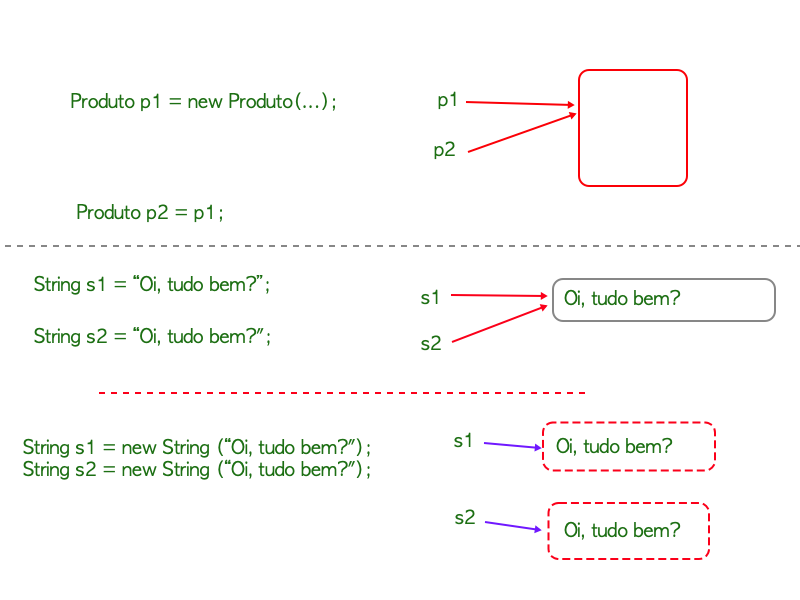 Produto p1 = new Produto(...);
p1
p2
Produto p2 = p1;
String s1 = “Oi, tudo bem?”;
s1
Oi, tudo bem?
String s2 = “Oi, tudo bem?”;
s2
String s1 = new String (“Oi, tudo bem?”);
String s2 = new String (“Oi, tudo bem?”);
s1
Oi, tudo bem?
s2
Oi, tudo bem?